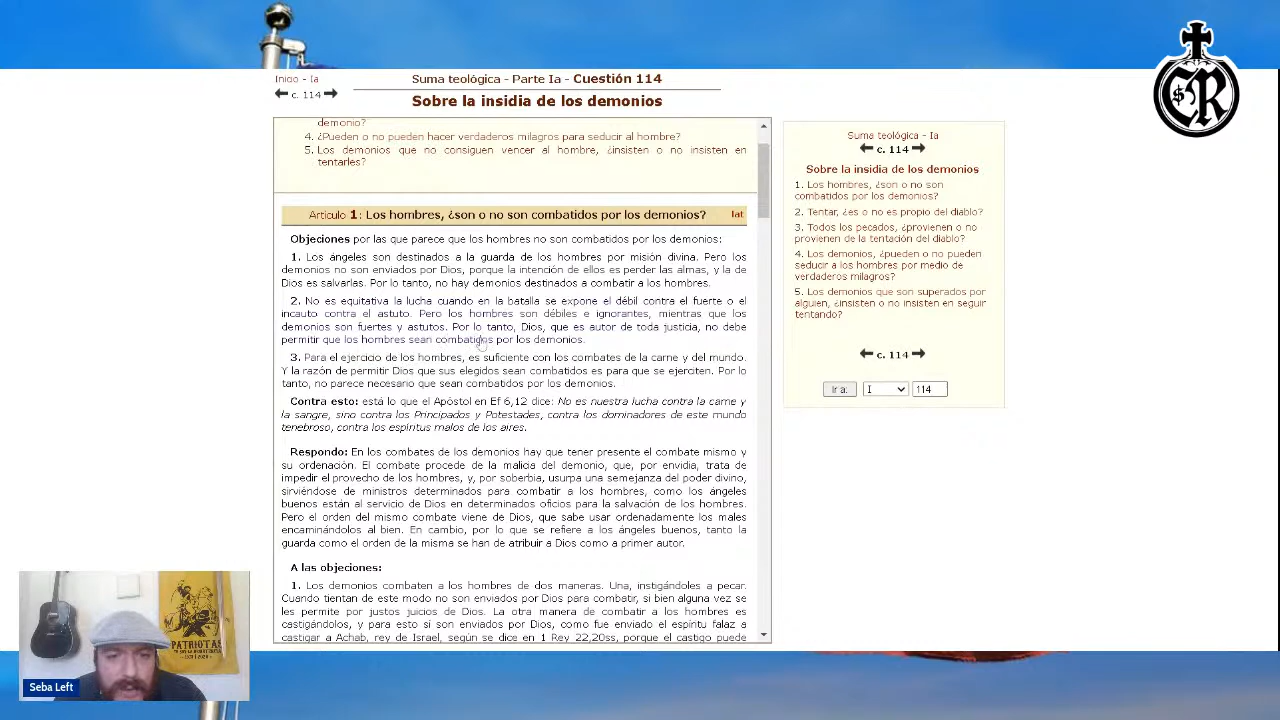 Inicio - Ia
c. 114
Suma teológica - Parte Ia - Cuestión 114
Sobre la insidia de los demonios
demonio?
4. ¿Pueden o no pueden hacer verdaderos milagros para seducir al hombre?
5. Los demonios que no consiguen vencer al hombre, ¿insisten o no insisten en
tentarles?
Artículo 1: Los hombres, ¿son o no son combatidos por los demonios? lat
Objeciones por las que parece que los hombres no son combatidos por los demonios:
1. Los ángeles son destinados a la guarda de los hombres por misión divina. Pero los
demonios no son enviados por Dios, porque la intención de ellos es perder las almas, y la de
Dios es salvarlas. Por lo tanto, no hay demonios destinados a combatir a los hombres.
2. No es equitativa la lucha cuando en la batalla se expone el débil contra el fuerte o el
incauto contra el astuto. Pero los hombres son débiles e ignorantes, mientras que los
demonios son fuertes y astutos. Por lo tanto, Dios, que es autor de toda justicia, no debe
permitir que los hombres sean combatidos por los demonios.
3. Para el ejercicio de los hombres, es suficiente con los combates de la carne y del mundo.
Y la razón de permitir Dios que sus elegidos sean combatidos es para que se ejerciten. Por lo
tanto, no parece necesario que sean combatidos por los demonios.
Contra esto: está lo que el Apóstol en Ef 6,12 dice: No es nuestra lucha contra la carne y
la sangre, sino contra los Principados y Potestades, contra los dominadores de este mundo
tenebroso, contra los espíritus malos de los aires.
Respondo: En los combates de los demonios hay que tener presente el combate mismo y
su ordenación. El combate procede de la malicia del demonio, que, por envidia, trata de
impedir el provecho de los hombres, y, por soberbia, usurpa una semejanza del poder divino,
sirviéndose de ministros determinados para combatir a los hombres, como los ángeles
buenos están al servicio de Dios en determinados oficios para la salvación de los hombres.
Pero el orden del mismo combate viene de Dios, que sabe usar ordenadamente los males
encaminándolos al bien. En cambio, por lo que se refiere a los ángeles buenos, tanto la
guarda como el orden de la misma se han de atribuir a Dios como a primer autor.
A las objeciones:
1. Los demonios combaten a los hombres de dos maneras. Una, instigándoles a pecar.
Cuando tientan de este modo no son enviados por Dios para combatir, si bien alguna vez se
les permite por justos juicios de Dios. La otra manera de combatir a los hombres es
castigándolos, y para esto sí son enviados por Dios, como fue enviado el espíritu falaz a
castigar a Achab, rey de Israel, según se dice en 1 Rey 22,20ss, porque el castigo puede
Suma teológica - Ia
c. 114
Sobre la insidia de los demonios
1. Los hombres, ¿son o no son
combatidos por los demonios?
2. Tentar, ¿es o no es propio del diablo?
3. Todos los pecados, ¿provienen o no
provienen de la tentación del diablo?
4. Los demonios, ¿pueden o no pueden
seducir a los hombres por medio de
verdaderos milagros?
5. Los demonios que son superados por
alguien, ¿insisten o no insisten en seguir
tentando?
c. 114
Ir a: I 114
PATRIOTAS
Seba Left